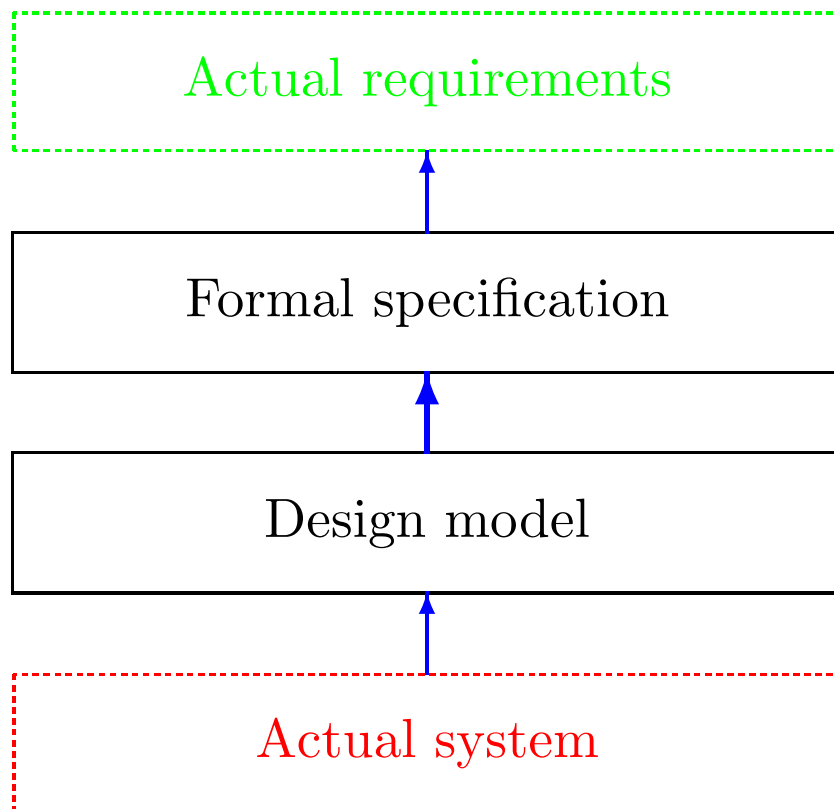 Actual requirements
Formal specification
Design model
Actual system